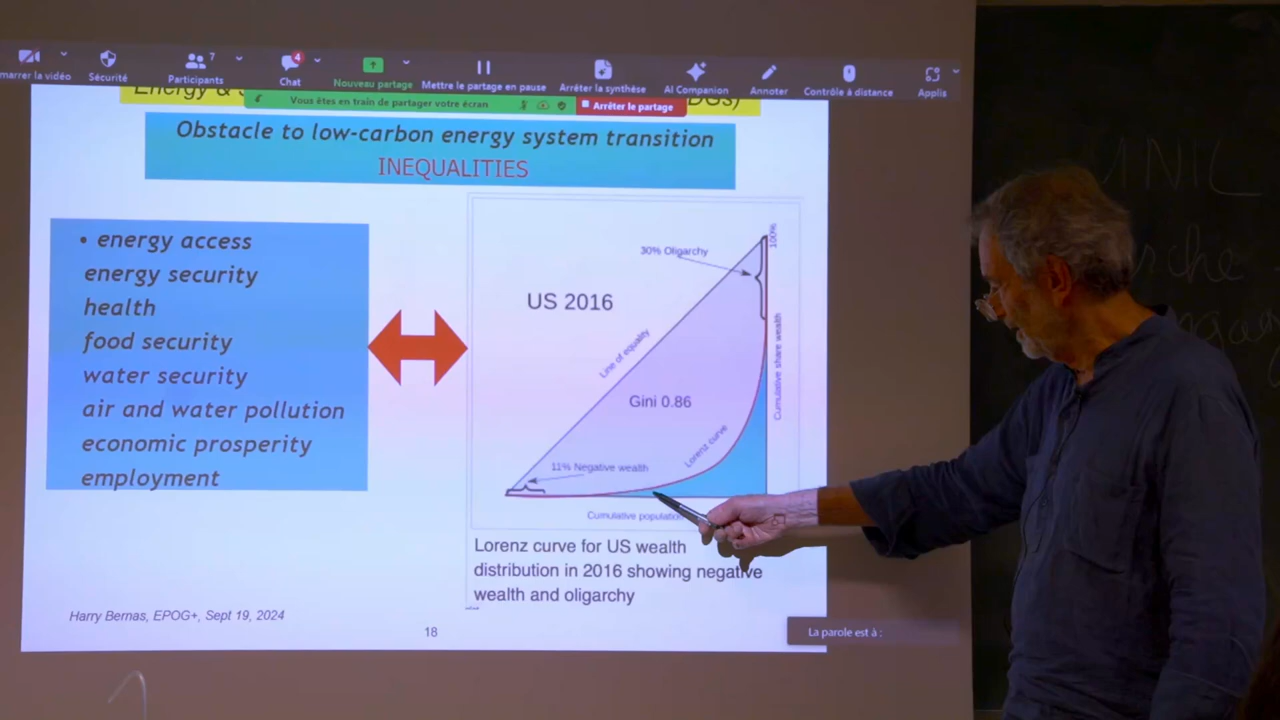 marrer la vidéo
Sécurité
7
Participants
4
Chat
Nouveau partage
Mettre le partage en pause
Arrêter la synthèse
AI Companion
Annoter
Contrôle à distance
Applis
Vous êtes en train de partager votre écran
Arrêter le partage
Energy &
DGs)
Obstacle to low-carbon energy system transition
INEQUALITIES
• energy access
energy security
health
food security
water security
air and water pollution
economic prosperity
employment
US 2016
30% Oligarchy
100%
Line of equality
Cumulative share wealth
Gini 0.86
Lorenz curve
11% Negative wealth
Cumulative population
Lorenz curve for US wealth
distribution in 2016 showing negative
wealth and oligarchy
Harry Bernas, EPOG+, Sept 19, 2024
18
La parole est à :
UNIL